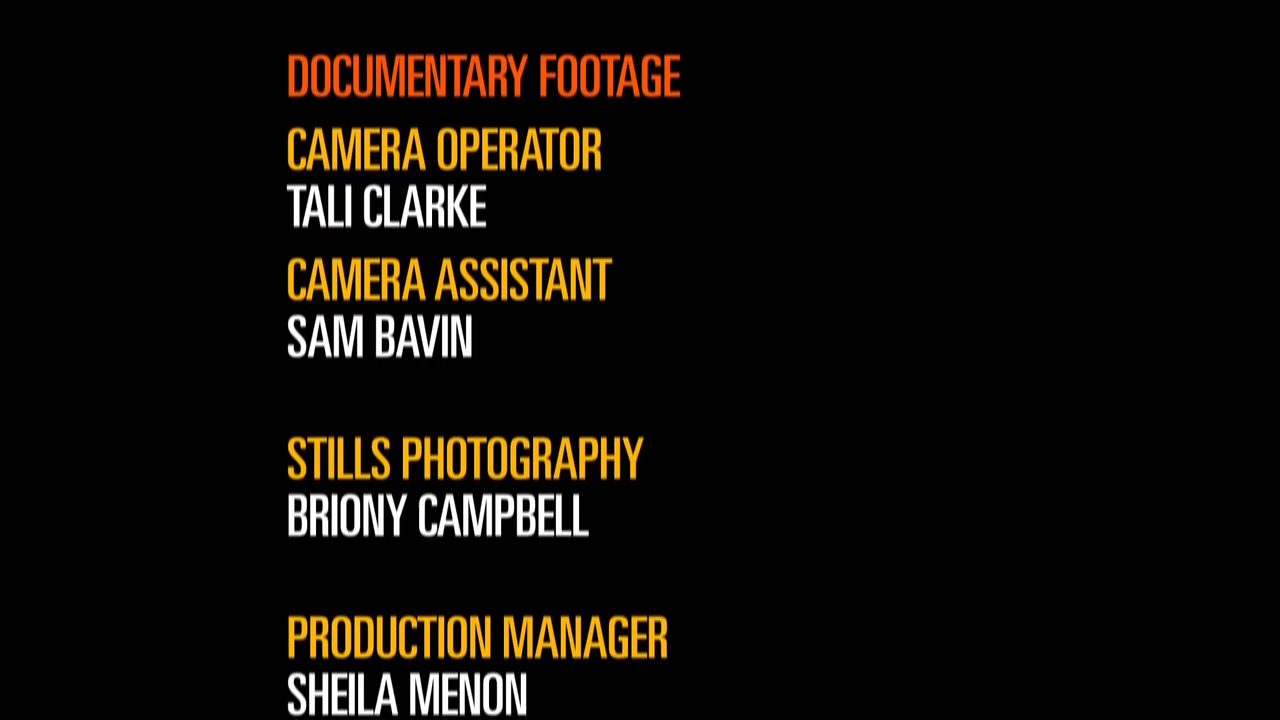 DOCUMENTARY FOOTAGE
CAMERA OPERATOR
TALI CLARKE
CAMERA ASSISTANT
SAM BAVIN
STILLS PHOTOGRAPHY
BRIONY CAMPBELL
PRODUCTION MANAGER
SHEILA MENON